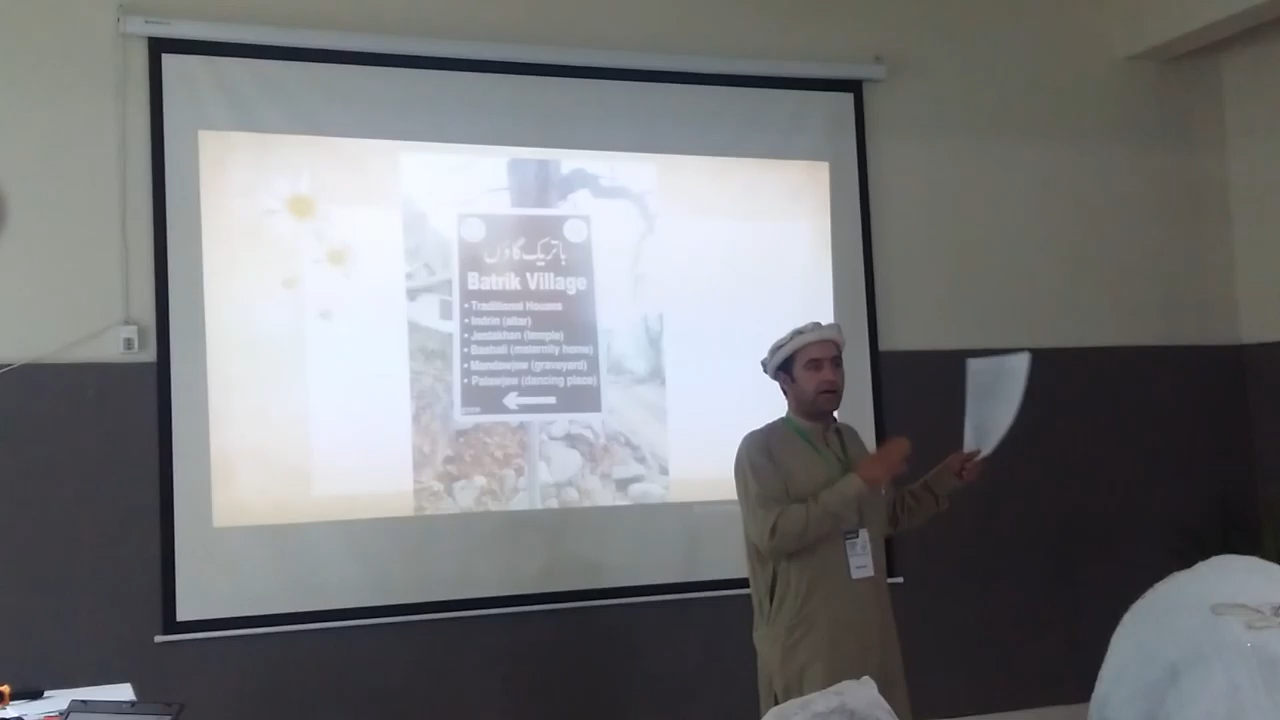 باتریک گاؤں
Batrik Village
• Traditional Houses
• Indrin (altar)
• Jestakhan (temple)
• Bashali (maternity home)
• Mandawjaw (graveyard)
• Palawjaw (dancing place)